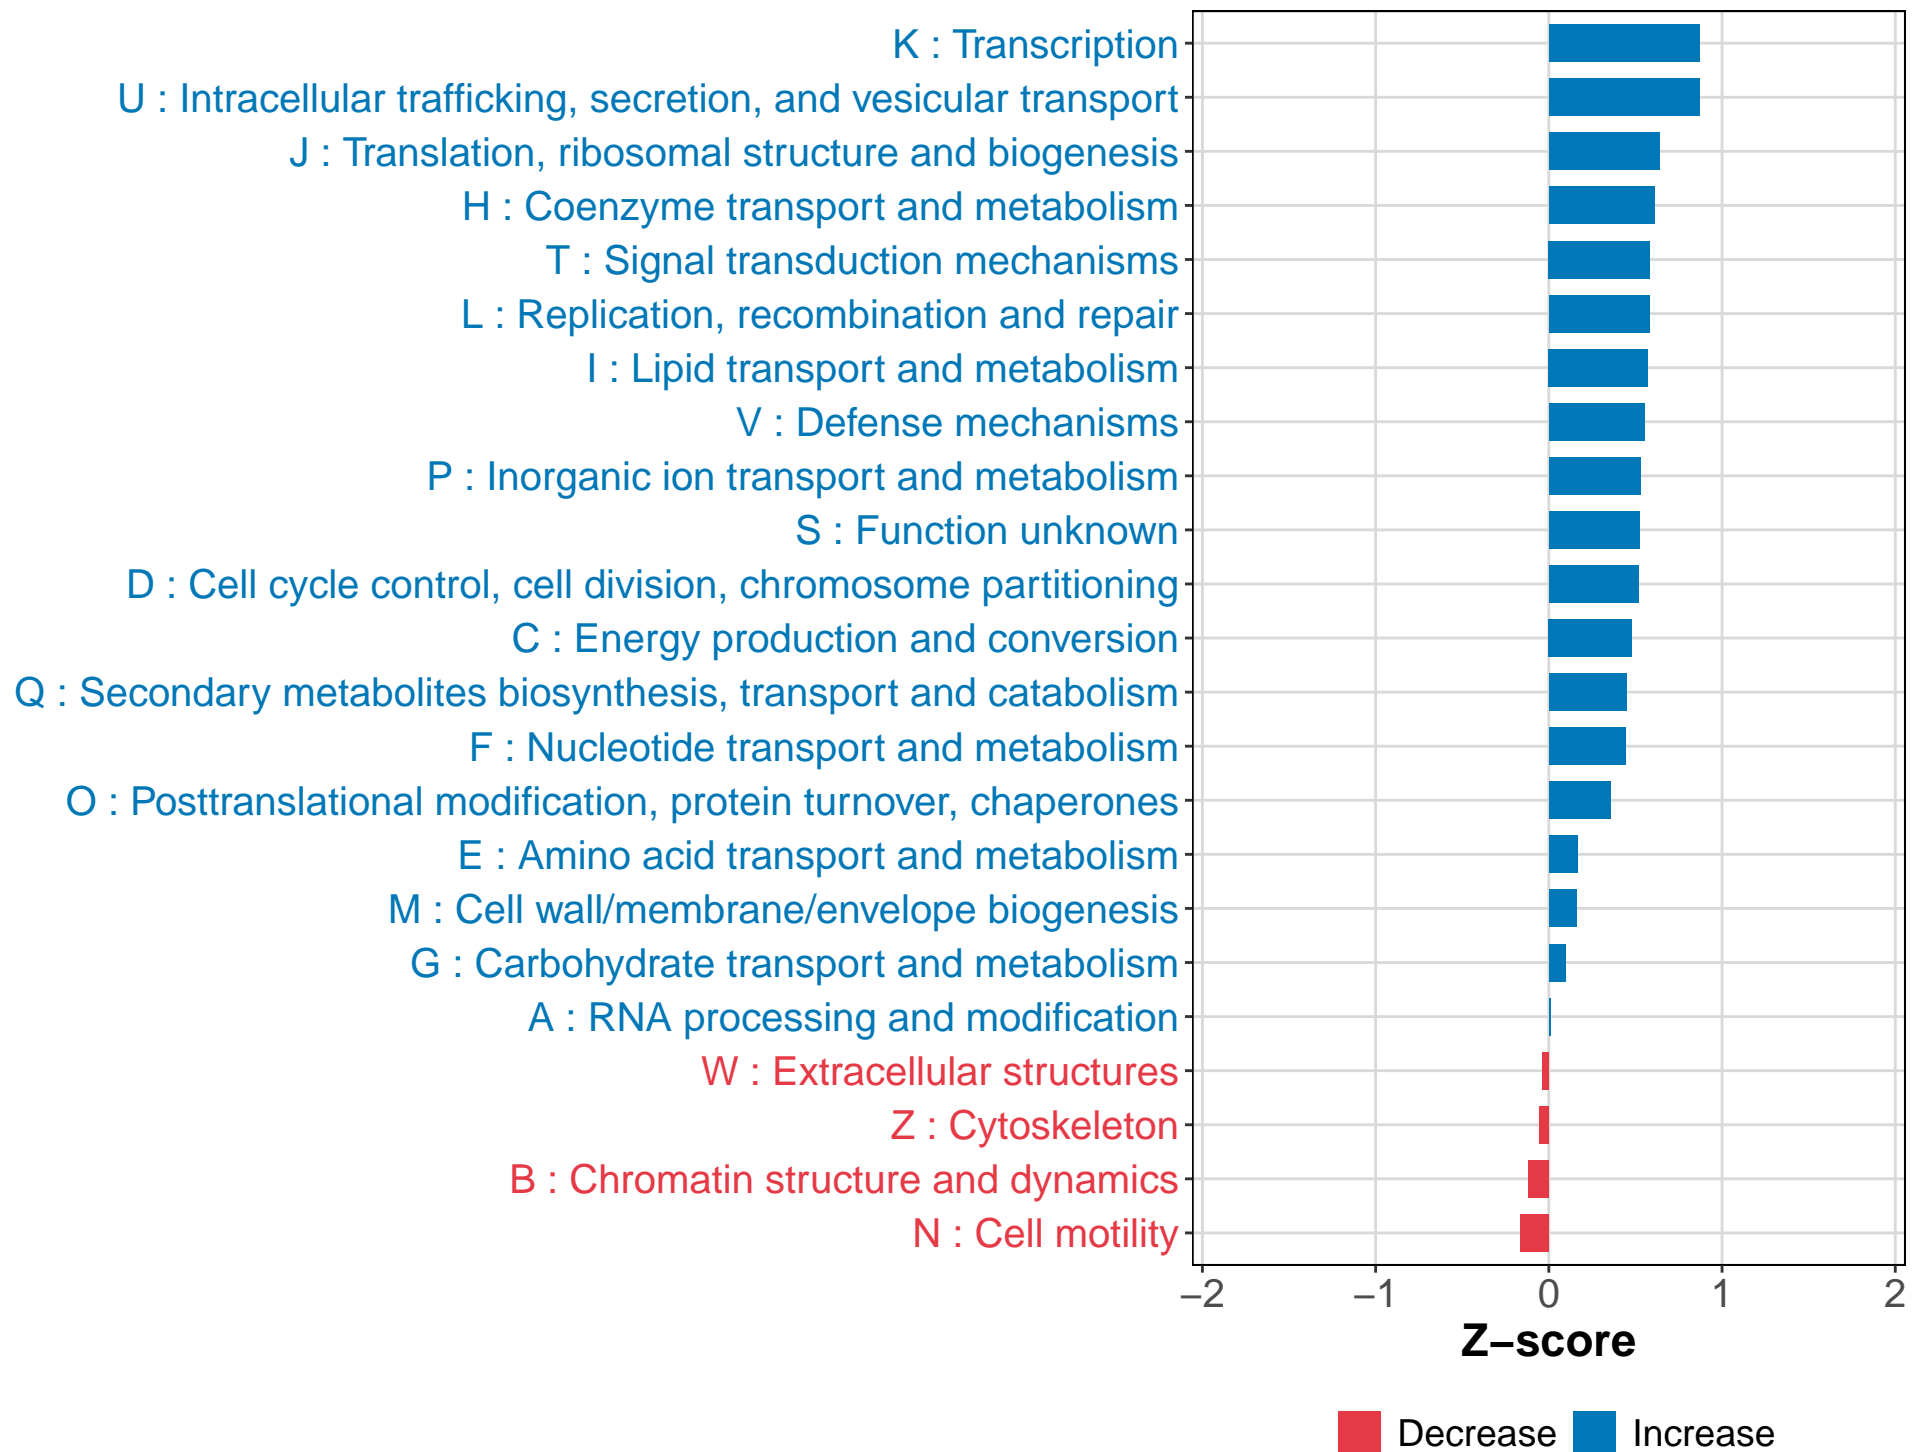 K : Transcription
U : Intracellular trafficking, secretion, and vesicular transport
J : Translation, ribosomal structure and biogenesis
H : Coenzyme transport and metabolism
T : Signal transduction mechanisms
L : Replication, recombination and repair
I : Lipid transport and metabolism
V : Defense mechanisms
P : Inorganic ion transport and metabolism
S : Function unknown
D : Cell cycle control, cell division, chromosome partitioning
C : Energy production and conversion
Q : Secondary metabolites biosynthesis, transport and catabolism
F : Nucleotide transport and metabolism
O : Posttranslational modification, protein turnover, chaperones
E : Amino acid transport and metabolism
M : Cell wall/membrane/envelope biogenesis
G : Carbohydrate transport and metabolism
A : RNA processing and modification
W : Extracellular structures
Z : Cytoskeleton
B : Chromatin structure and dynamics
N : Cell motility
−2 −1 0 1 2
Z−score
Decrease Increase